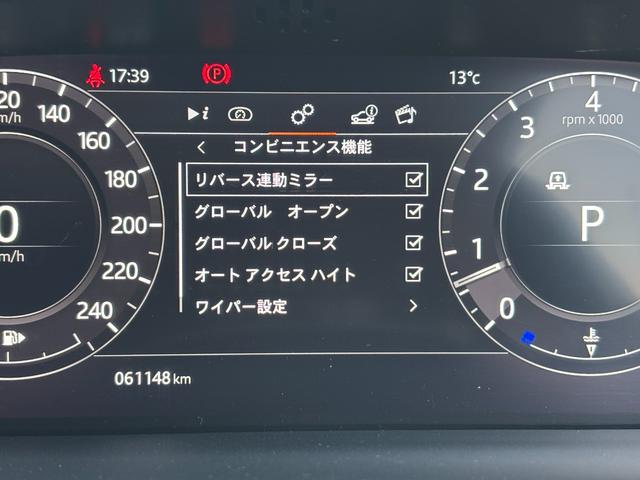 17:39
P
13°c
i
コンビニエンス機能
リバース連動ミラー
グローバル オープン
グローバル クローズ
オート アクセス ハイト
ワイパー設定
061148 km
20
140
160
180
200
220
240
m/h
0
m/h
4
rpm x 1000
3
2
1
0
P